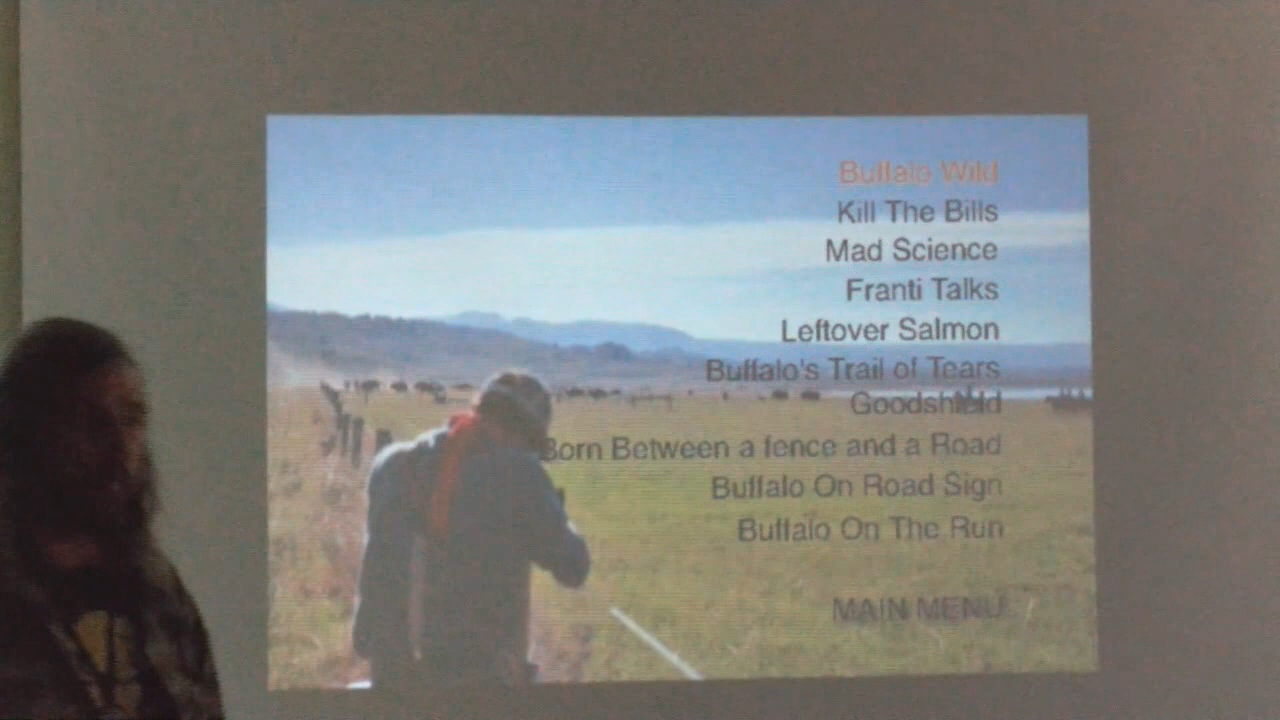 Buffalo Wild
Kill The Bills
Mad Science
Franti Talks
Leftover Salmon
Buffalo's Trail of Tears
Goodshield
Born Between a fence and a Road
Buffalo On Road Sign
Buffalo On The Run
MAIN MENU